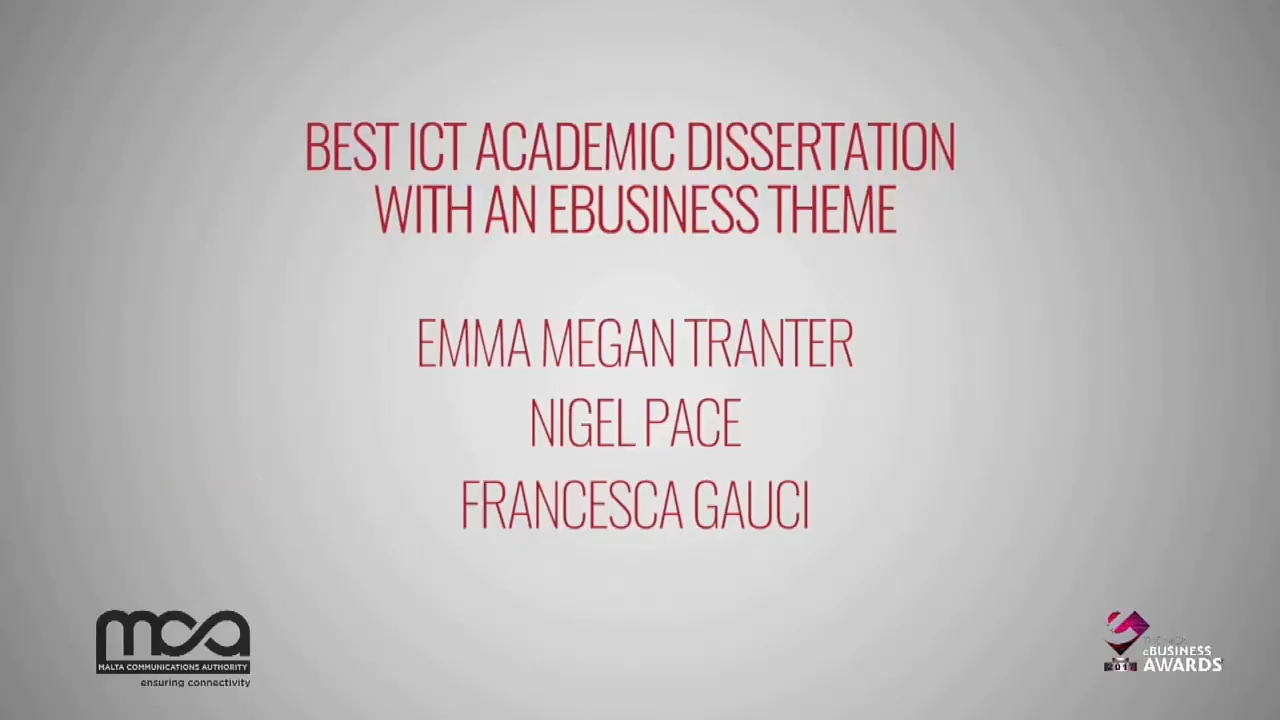 BEST ICT ACADEMIC DISSERTATION
WITH AN EBUSINESS THEME
EMMA MEGAN TRANTER
NIGEL PACE
FRANCESCA GAUCI
mca
MALTA COMMUNICATIONS AUTHORITY
ensuring connectivity
eBUSINESS
AWARDS